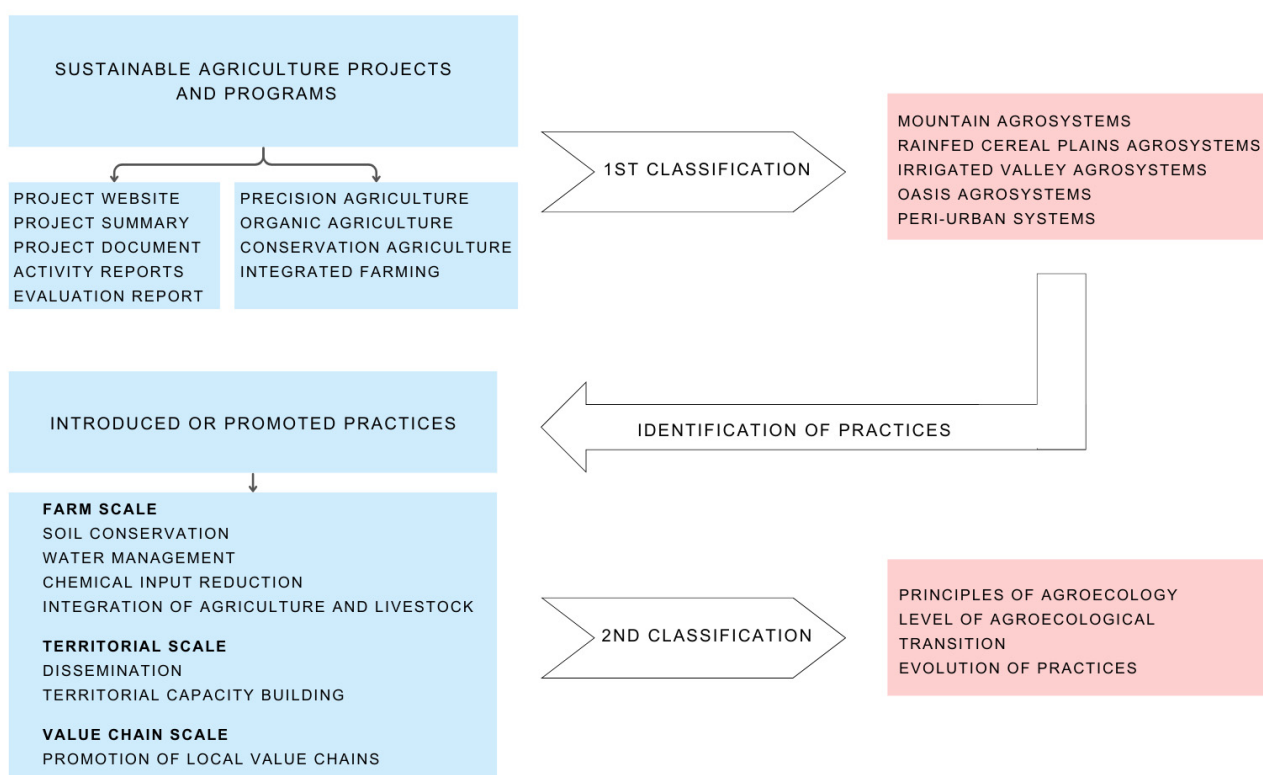 SUSTAINABLE AGRICULTURE PROJECTS
AND PROGRAMS
PROJECT WEBSITE
PROJECT SUMMARY
PROJECT DOCUMENT
ACTIVITY REPORTS
EVALUATION REPORT
PRECISION AGRICULTURE
ORGANIC AGRICULTURE
CONSERVATION AGRICULTURE
INTEGRATED FARMING
1ST CLASSIFICATION
MOUNTAIN AGROSYSTEMS
RAINFED CEREAL PLAINS AGROSYSTEMS
IRRIGATED VALLEY AGROSYSTEMS
OASIS AGROSYSTEMS
PERI-URBAN SYSTEMS
IDENTIFICATION OF PRACTICES
INTRODUCED OR PROMOTED PRACTICES
FARM SCALE
SOIL CONSERVATION
WATER MANAGEMENT
CHEMICAL INPUT REDUCTION
INTEGRATION OF AGRICULTURE AND LIVESTOCK
TERRITORIAL SCALE
DISSEMINATION
TERRITORIAL CAPACITY BUILDING
VALUE CHAIN SCALE
PROMOTION OF LOCAL VALUE CHAINS
2ND CLASSIFICATION
PRINCIPLES OF AGROECOLOGY
LEVEL OF AGROECOLOGICAL
TRANSITION
EVOLUTION OF PRACTICES